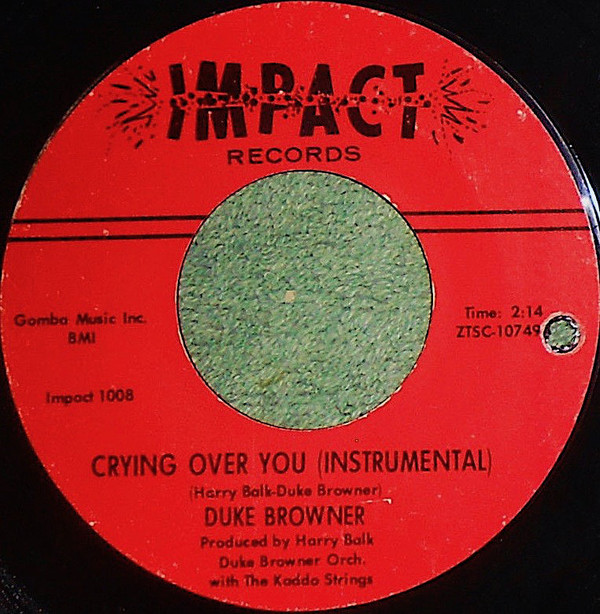 IMPACT
RECORDS
Gomba Music Inc.
BMI
Time: 2:14
ZTSC-10749
Impact 1008
CRYING OVER YOU (INSTRUMENTAL)
(Harry Balk-Duke Browner)
DUKE BROWNER
Produced by Harry Balk
Duke Browner Orch.
with The Kaddo Strings